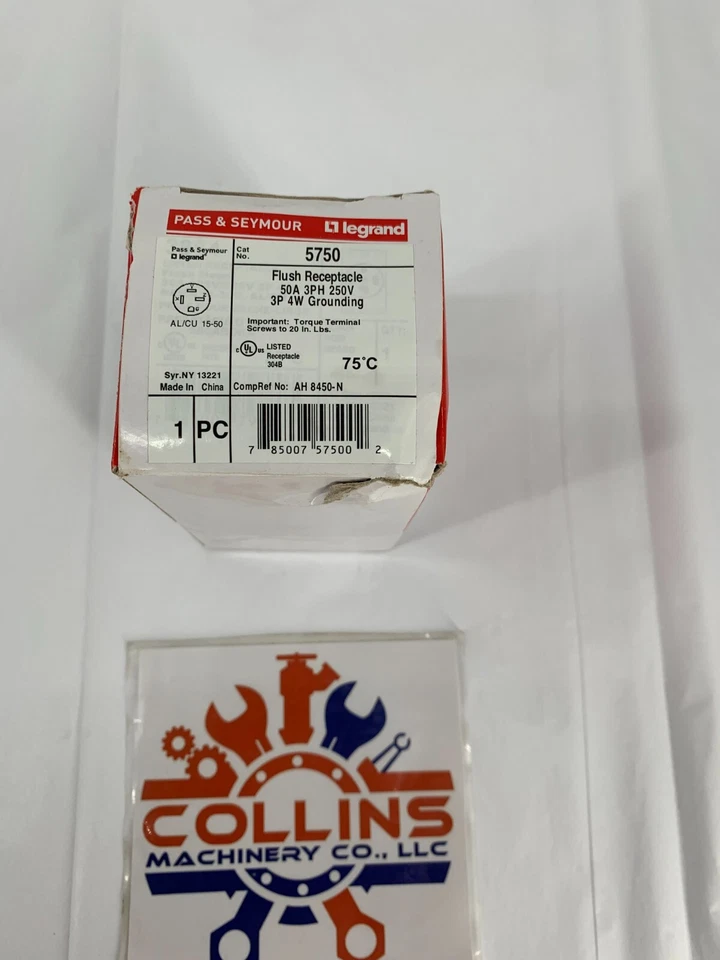 PASS & SEYMOUR legrand
Pass & Seymour
legrand
Cat
No. 5750
Flush Receptacle
50A 3PH 250V
3P 4W Grounding
AL/CU 15-50
Important: Torque Terminal
Screws to 20 In. Lbs.
C UL US LISTED
Receptacle
304B
75°C
Syr.NY 13221
Made In China
CompRef No: AH 8450-N
1 PC
7 85007 57500 2
COLLINS
MACHINERY CO., LLC